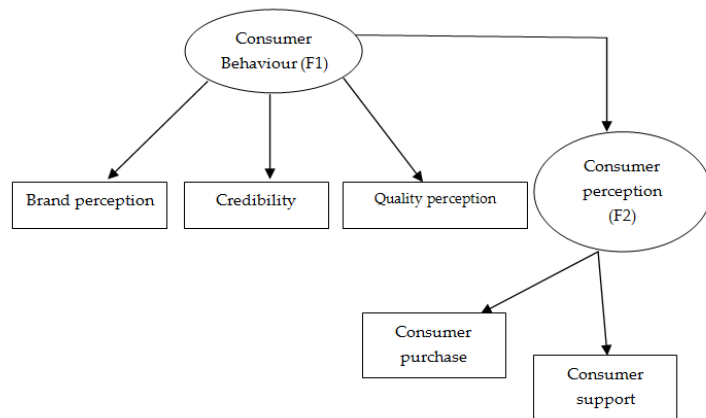 Consumer
Behaviour (F1)
Brand perception
Credibility
Quality perception
Consumer
perception
(F2)
Consumer
purchase
Consumer
support